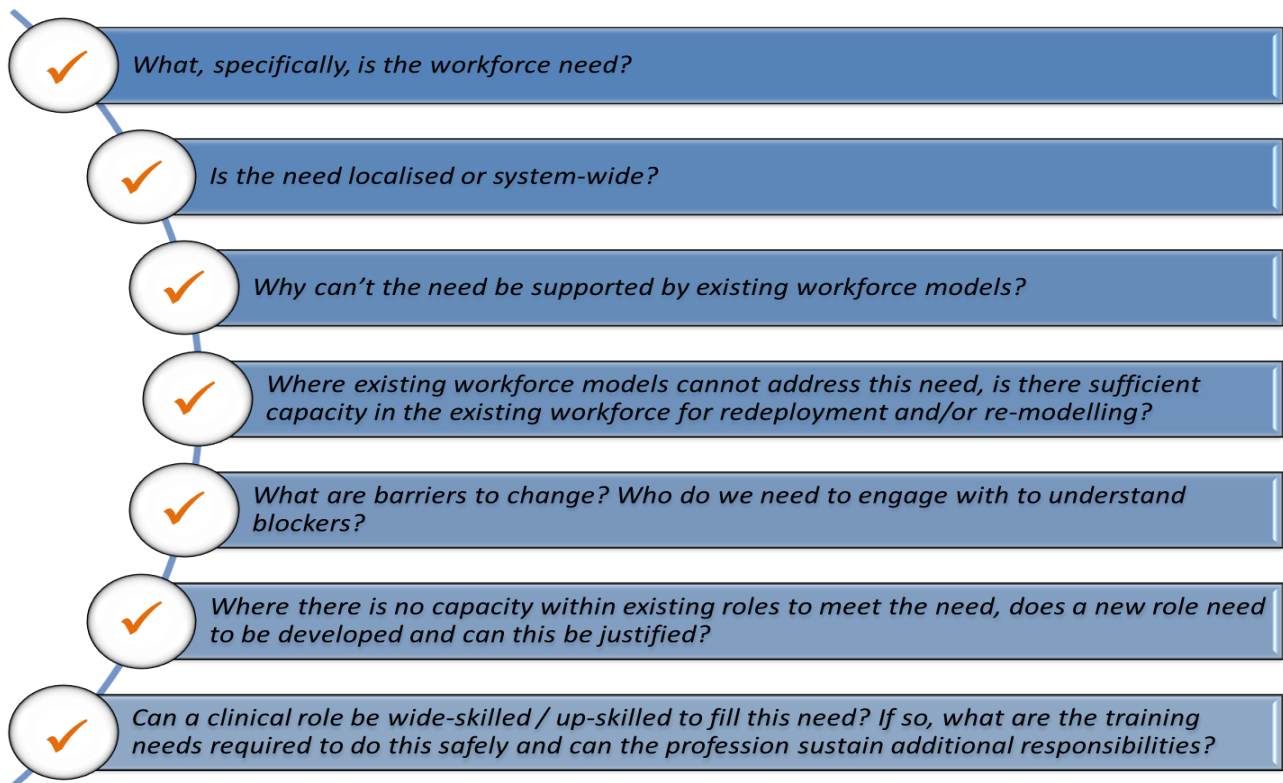 What, specifically, is the workforce need?
Is the need localised or system-wide?
Why can’t the need be supported by existing workforce models?
Where existing workforce models cannot address this need, is there sufficient
capacity in the existing workforce for redeployment and/or re-modelling?
What are barriers to change? Who do we need to engage with to understand
blockers?
Where there is no capacity within existing roles to meet the need, does a new role need
to be developed and can this be justified?
Can a clinical role be wide-skilled / up-skilled to fill this need? If so, what are the training
needs required to do this safely and can the profession sustain additional responsibilities?